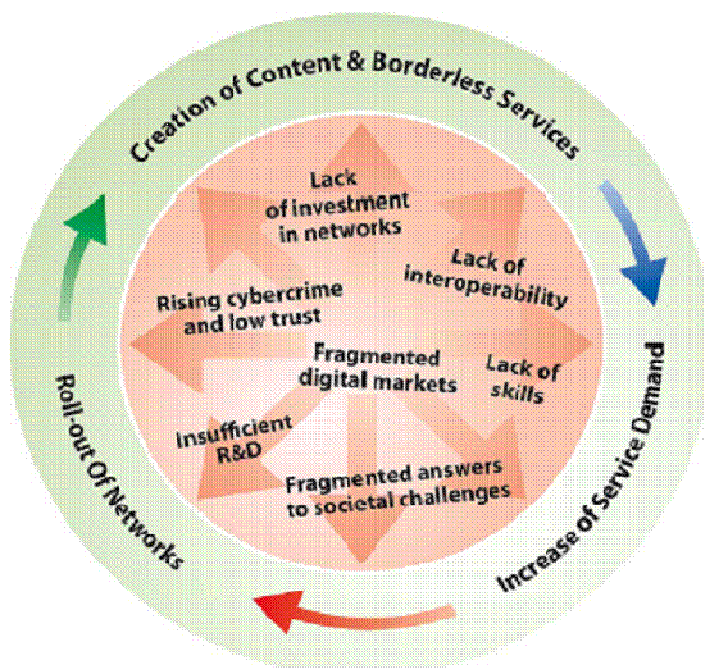 Creation of Content & Borderless Services
Lack
of investment
in networks
Lack of
interoperability
Rising cybercrime
and low trust
Fragmented
digital markets
Lack of
skills
Insufficient
R&D
Fragmented answers
to societal challenges
Increase of Service Demand
Roll-out Of Networks